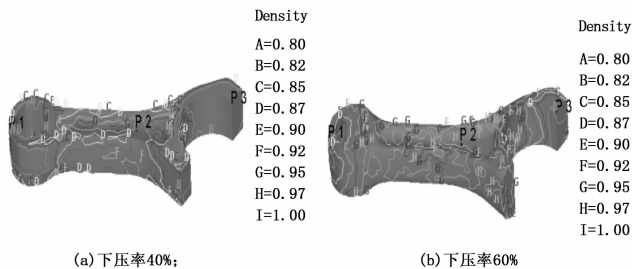 Density
A=0.80
B=0.82
C=0.85
D=0.87
E=0.90
F=0.92
G=0.95
H=0.97
I=1.00
P1
P2
P3
(a)下压率40%;
Density
A=0.80
B=0.82
C=0.85
D=0.87
E=0.90
F=0.92
G=0.95
H=0.97
I=1.00
P1
P2
P3
(b)下压率60%